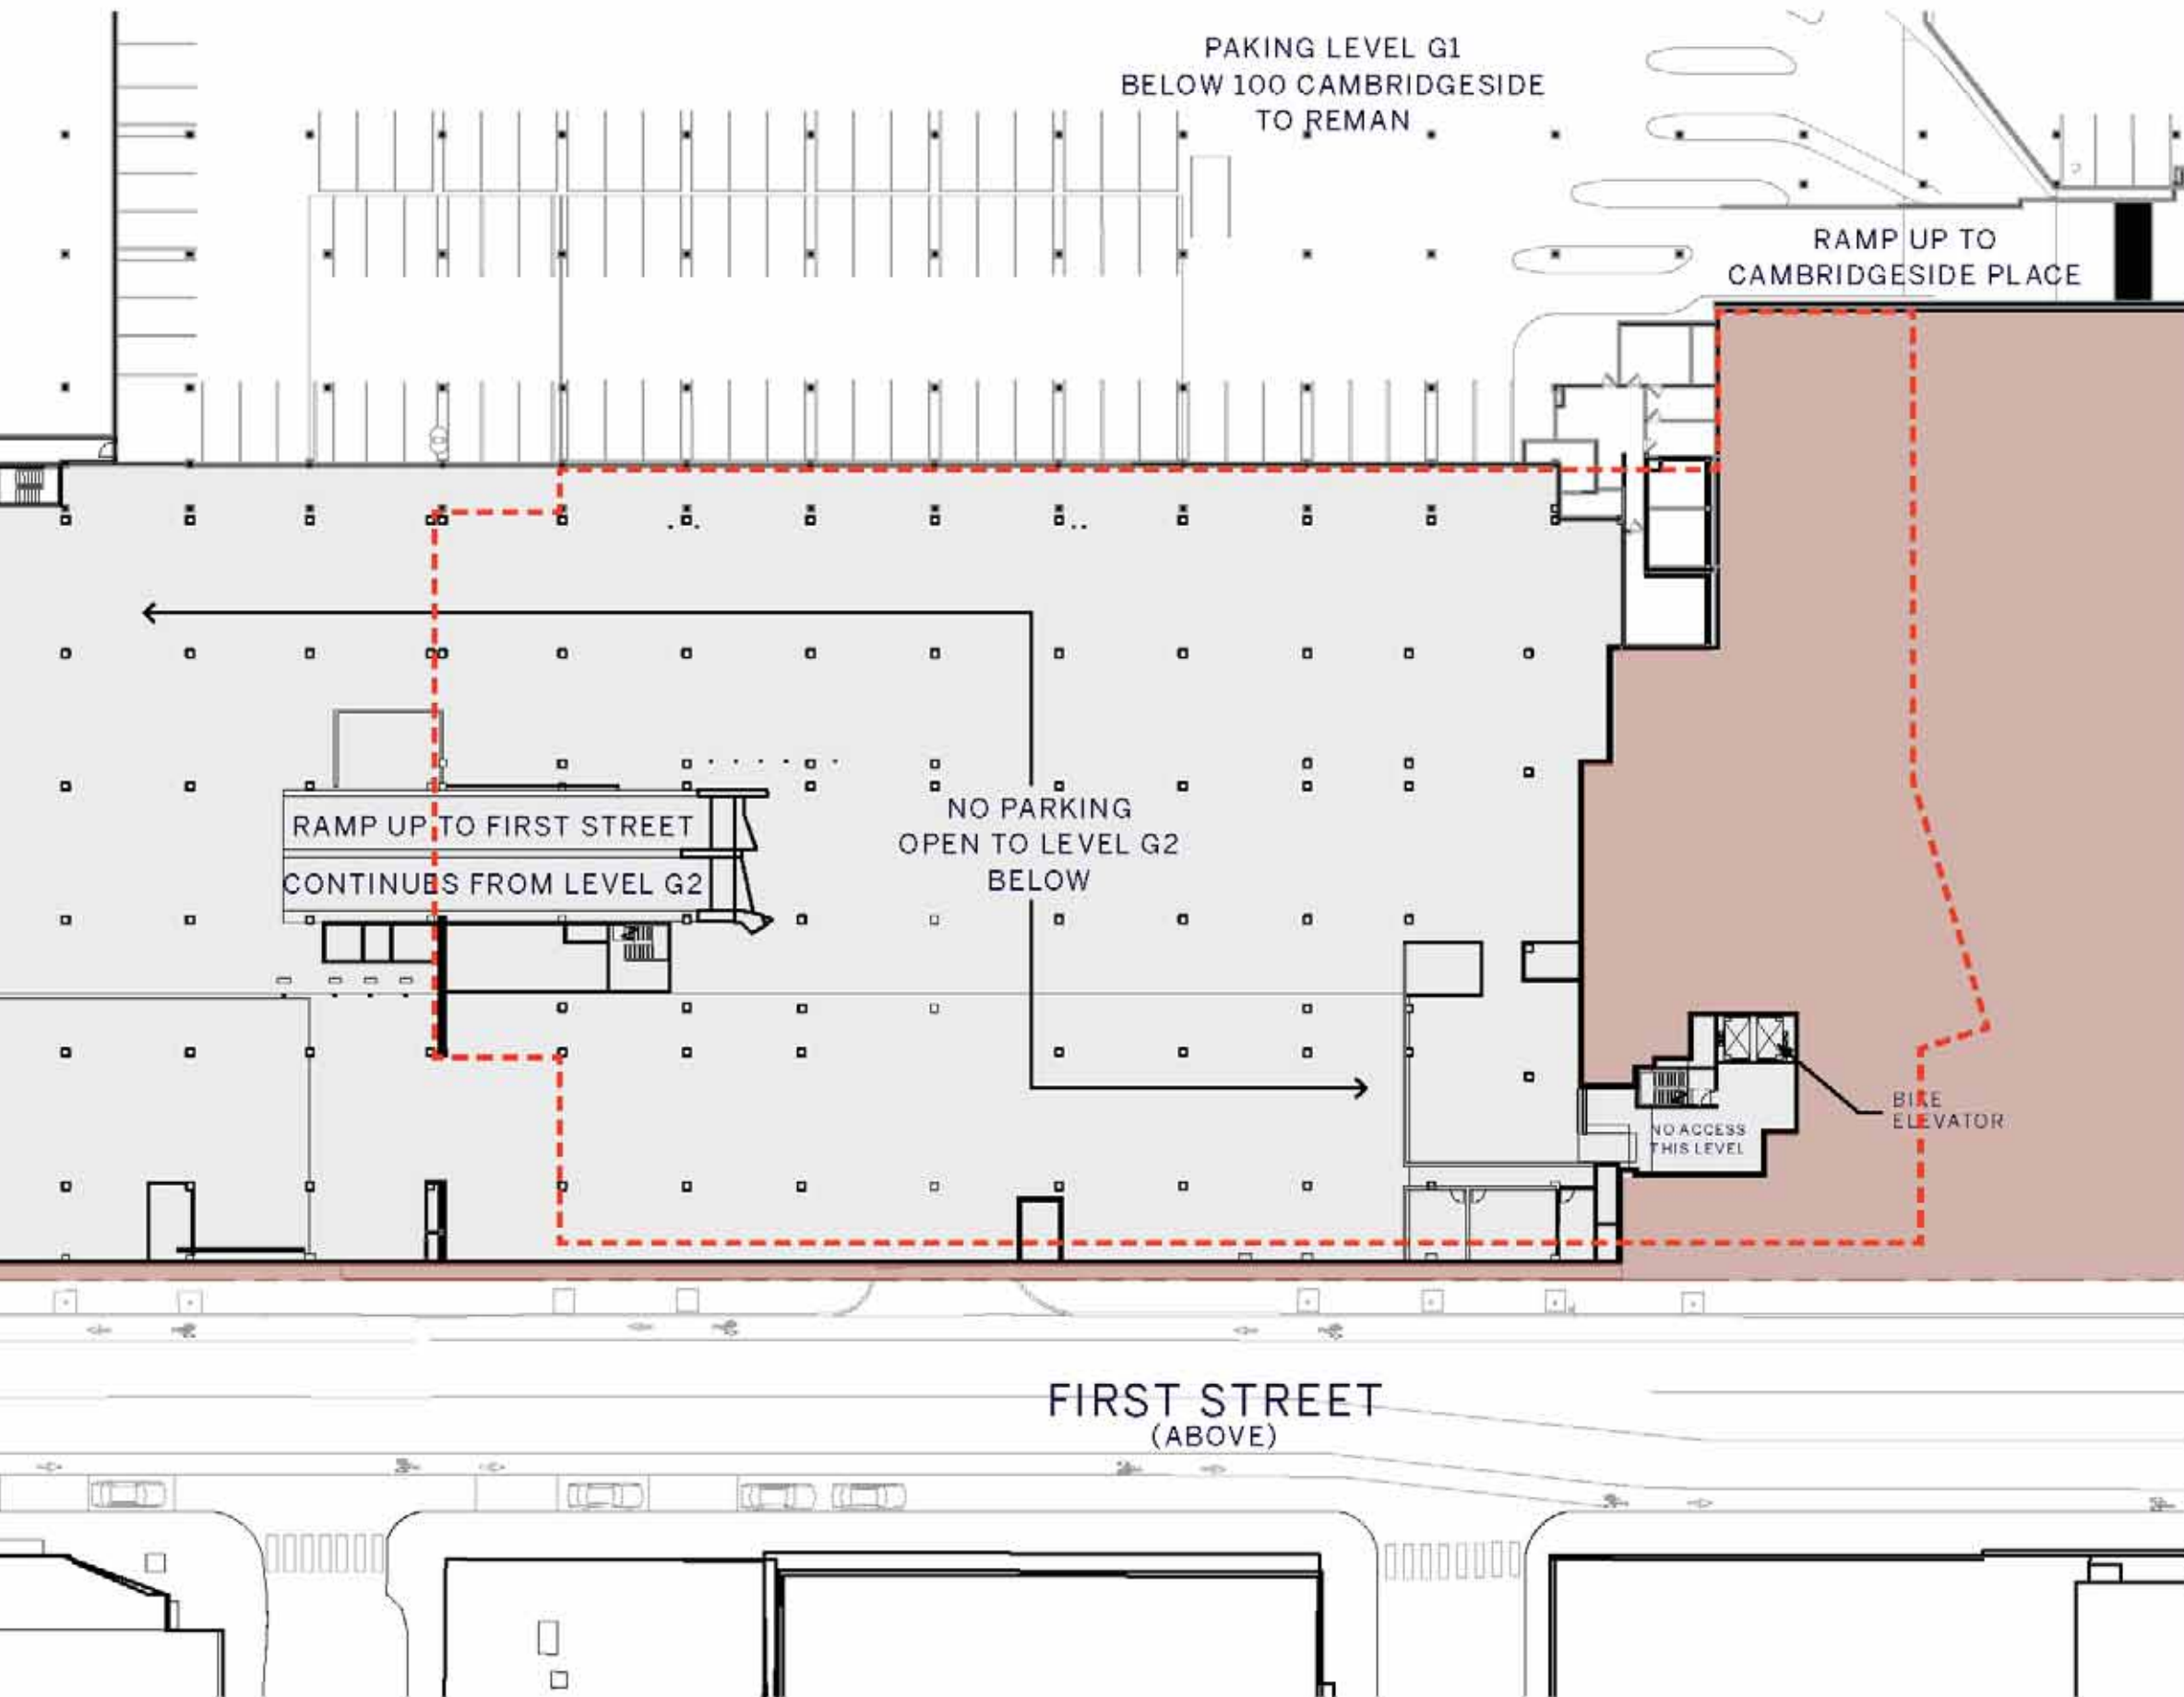 PAKING LEVEL G1
BELOW 100 CAMBRIDGESIDE
TO REMAN
RAMP UP TO
CAMBRIDGESIDE PLACE
RAMP UP TO FIRST STREET
CONTINUES FROM LEVEL G2
NO PARKING
OPEN TO LEVEL G2
BELOW
BIKE
ELEVATOR
NO ACCESS
THIS LEVEL
FIRST STREET
(ABOVE)